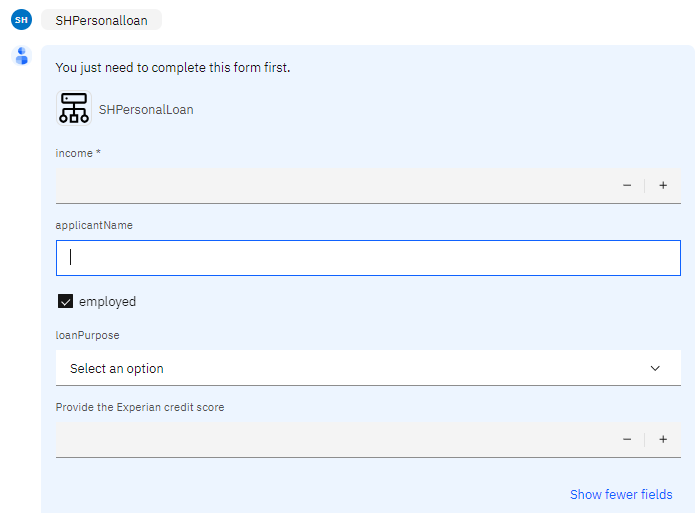 SH SHPersonalloan
You just need to complete this form first.
SHPersonalLoan
income *
applicantName
employed
loanPurpose
Select an option
Provide the Experian credit score
Show fewer fields